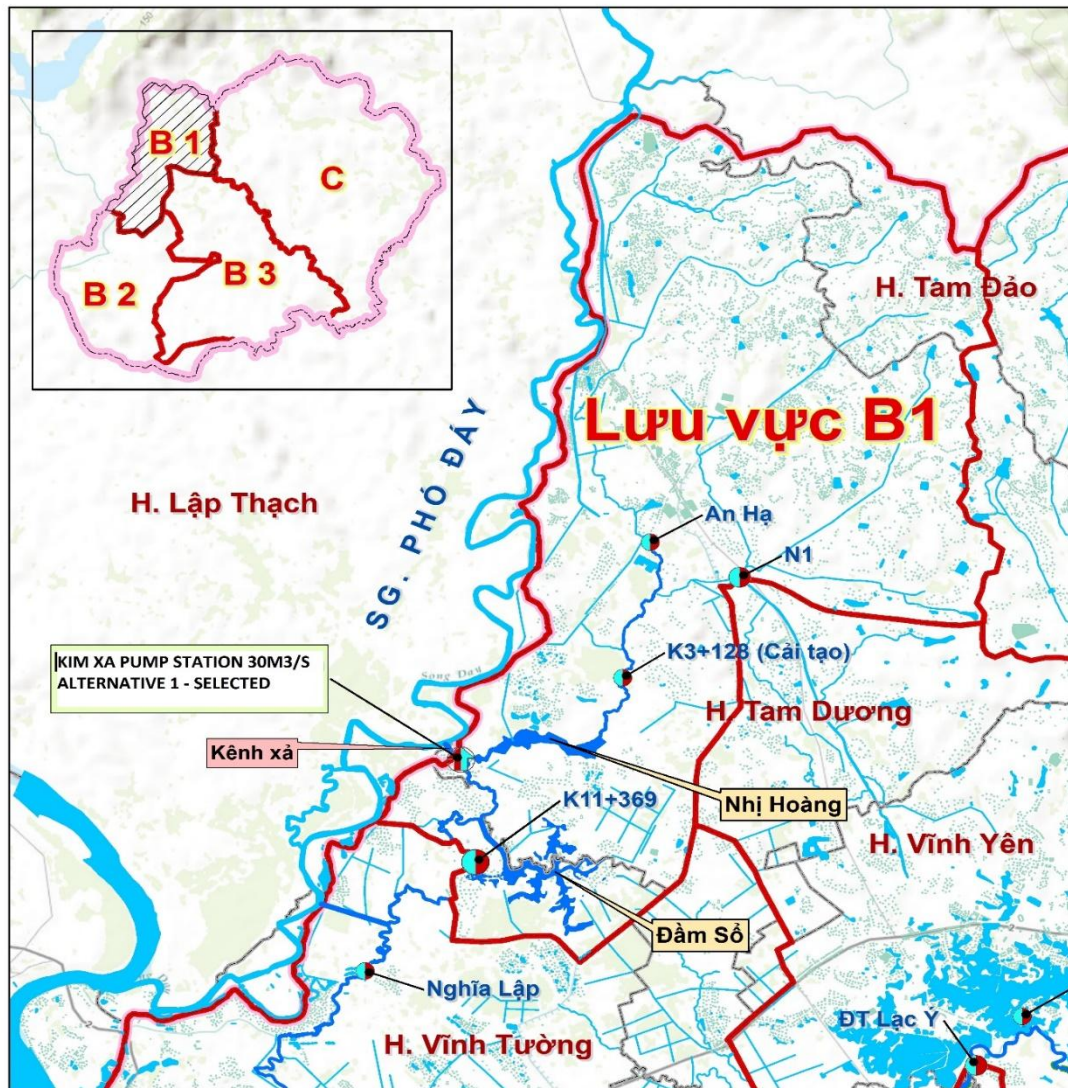 B 1
C
B 2
B 3
H. Tam Đảo
Lưu vực B1
SG. PHÓ ĐÁY
H. Lập Thạch
An Hạ
N1
KIM XA PUMP STATION 30M3/S
ALTERNATIVE 1 - SELECTED
Song Day
K3+128 (Cải tạo)
H. Tam Dương
Kênh xả
K11+369
Nhị Hoàng
H. Vĩnh Yên
Đầm Sổ
Nghĩa Lập
ĐT Lạc Ý
H. Vĩnh Tường